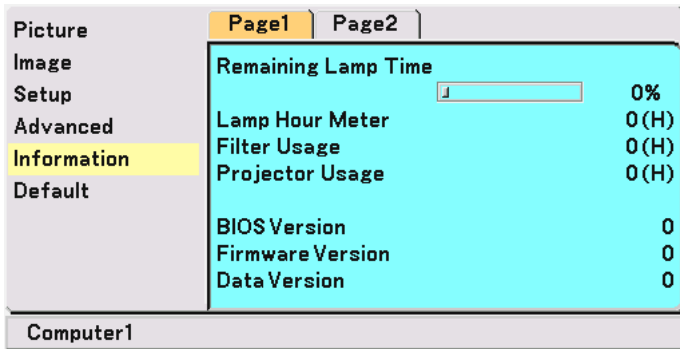 Picture
Image
Setup
Advanced
Information
Default
Page1 Page2
Remaining Lamp Time
0%
Lamp Hour Meter 0(H)
Filter Usage 0(H)
Projector Usage 0(H)
BIOS Version 0
Firmware Version 0
Data Version 0
Computer1